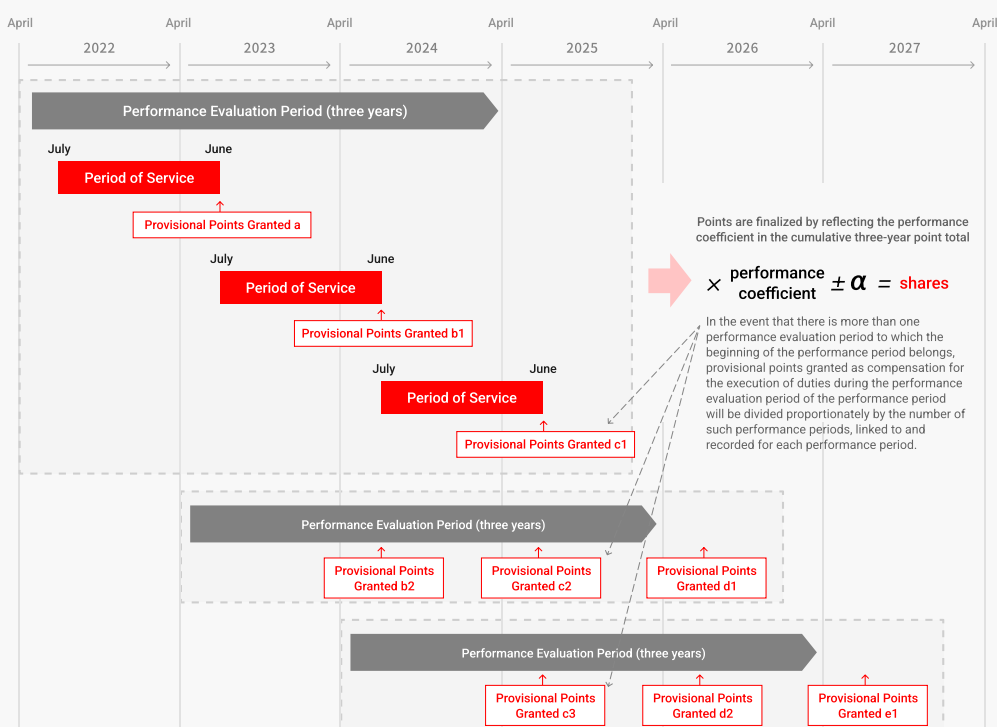 April April April April April April April
2022 2023 2024 2025 2026 2027
Performance Evaluation Period (three years)
July June
Period of Service
Provisional Points Granted a
July June
Period of Service
Provisional Points Granted b1
July June
Period of Service
Provisional Points Granted c1
Points are finalized by reflecting the performance
coefficient in the cumulative three-year point total
× performance
coefficient ± α = shares
In the event that there is more than one
performance evaluation period to which the
beginning of the performance period belongs,
provisional points granted as compensation for
the execution of duties during the performance
evaluation period of the performance period
will be divided proportionately by the number of
such performance periods, linked to and
recorded for each performance period.
Performance Evaluation Period (three years)
Provisional Points
Granted b2
Provisional Points
Granted c2
Provisional Points
Granted d1
Performance Evaluation Period (three years)
Provisional Points
Granted c3
Provisional Points
Granted d2
Provisional Points
Granted e1